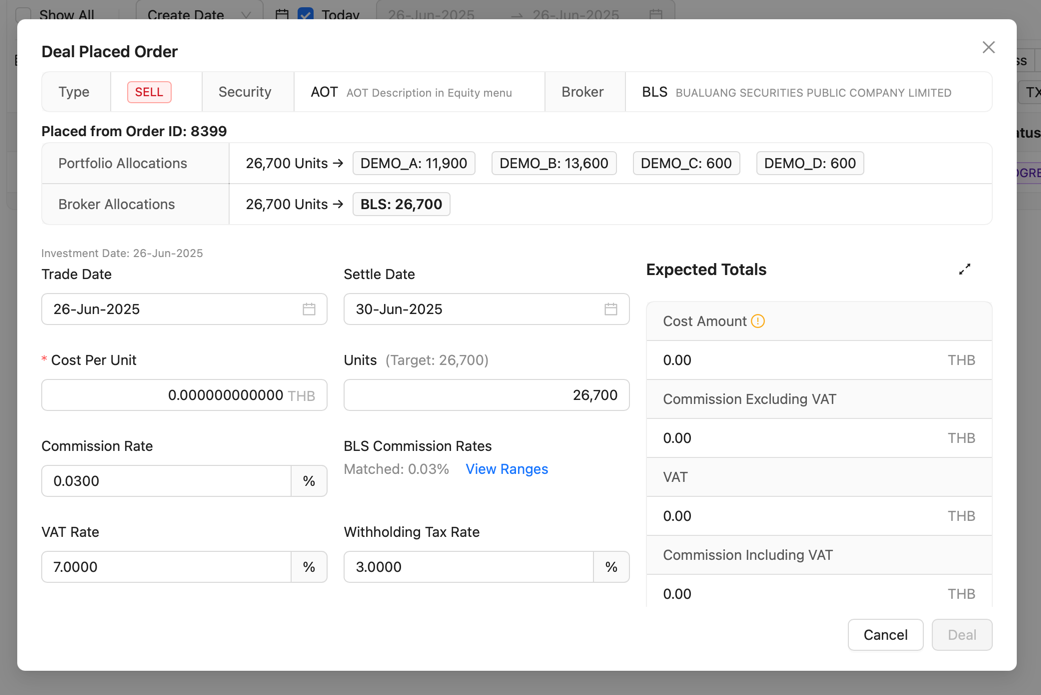 Show All Create Date Today 26-Jun-2025 → 26-Jun-2025
Deal Placed Order
Type SELL Security AOT AOT Description in Equity menu Broker BLS BUALUANG SECURITIES PUBLIC COMPANY LIMITED
Placed from Order ID: 8399
Portfolio Allocations 26,700 Units → DEMO_A: 11,900 DEMO_B: 13,600 DEMO_C: 600 DEMO_D: 600
Broker Allocations 26,700 Units → BLS: 26,700
Investment Date: 26-Jun-2025
Trade Date Settle Date
26-Jun-2025 30-Jun-2025
* Cost Per Unit Units (Target: 26,700)
0.000000000000 THB 26,700
Commission Rate BLS Commission Rates
Matched: 0.03% View Ranges
0.0300 %
VAT Rate Withholding Tax Rate
7.0000 % 3.0000 %
Expected Totals
Cost Amount
0.00 THB
Commission Excluding VAT
0.00 THB
VAT
0.00 THB
Commission Including VAT
0.00 THB
Cancel Deal